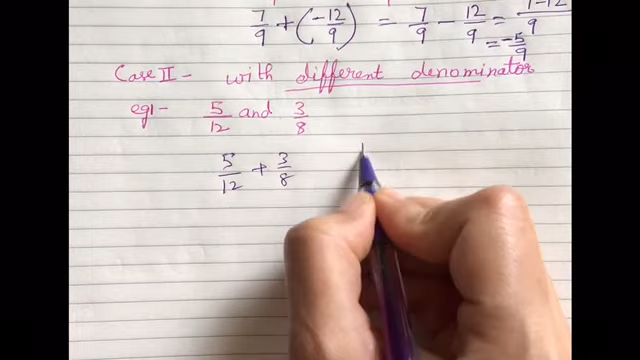 7/9 + (-12/9) = 7/9 - 12/9 = 7-12/9
= -5/9
Case II - with different denominator
eg1- 5/12 and 3/8
5/12 + 3/8